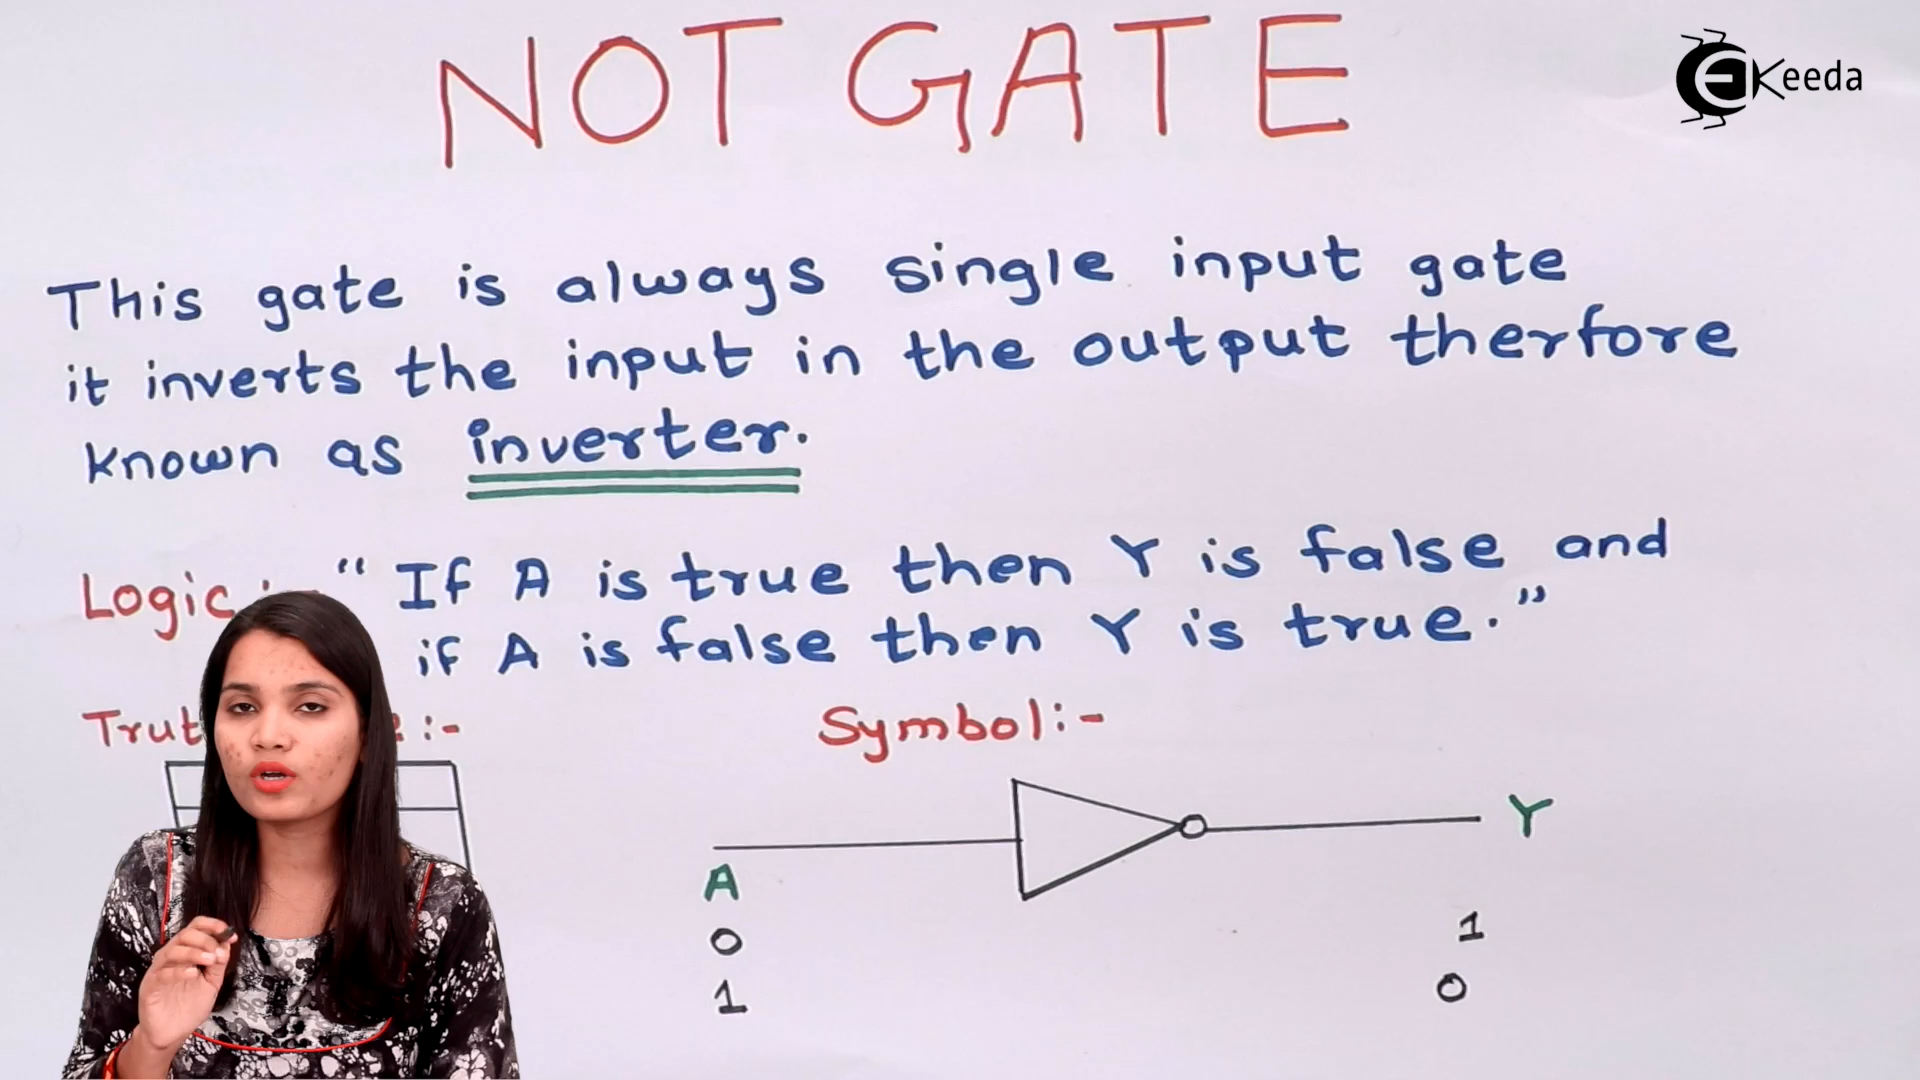 NOT GATE
EKeeda
This gate is always single input gate
it inverts the input in the output therfore
known as inverter.
Logic :- “ If A is true then Y is false and
if A is false then Y is true. ”
Symbol :-
A
Y
0
1
1
0